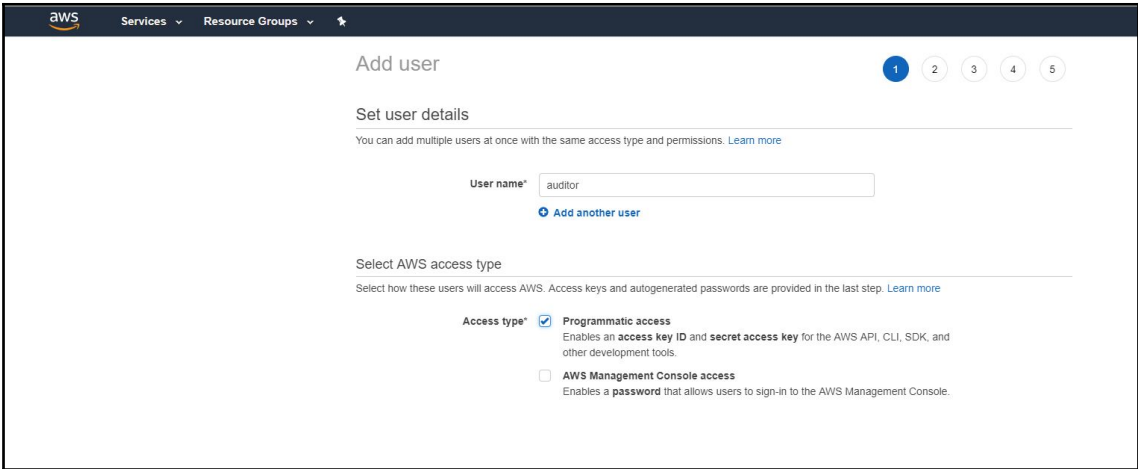 aws Services Resource Groups
Add user
1 2 3 4 5
Set user details
You can add multiple users at once with the same access type and permissions. Learn more
User name* auditor
Add another user
Select AWS access type
Select how these users will access AWS. Access keys and autogenerated passwords are provided in the last step. Learn more
Access type* Programmatic access
Enables an access key ID and secret access key for the AWS API, CLI, SDK, and
other development tools.
AWS Management Console access
Enables a password that allows users to sign-in to the AWS Management Console.